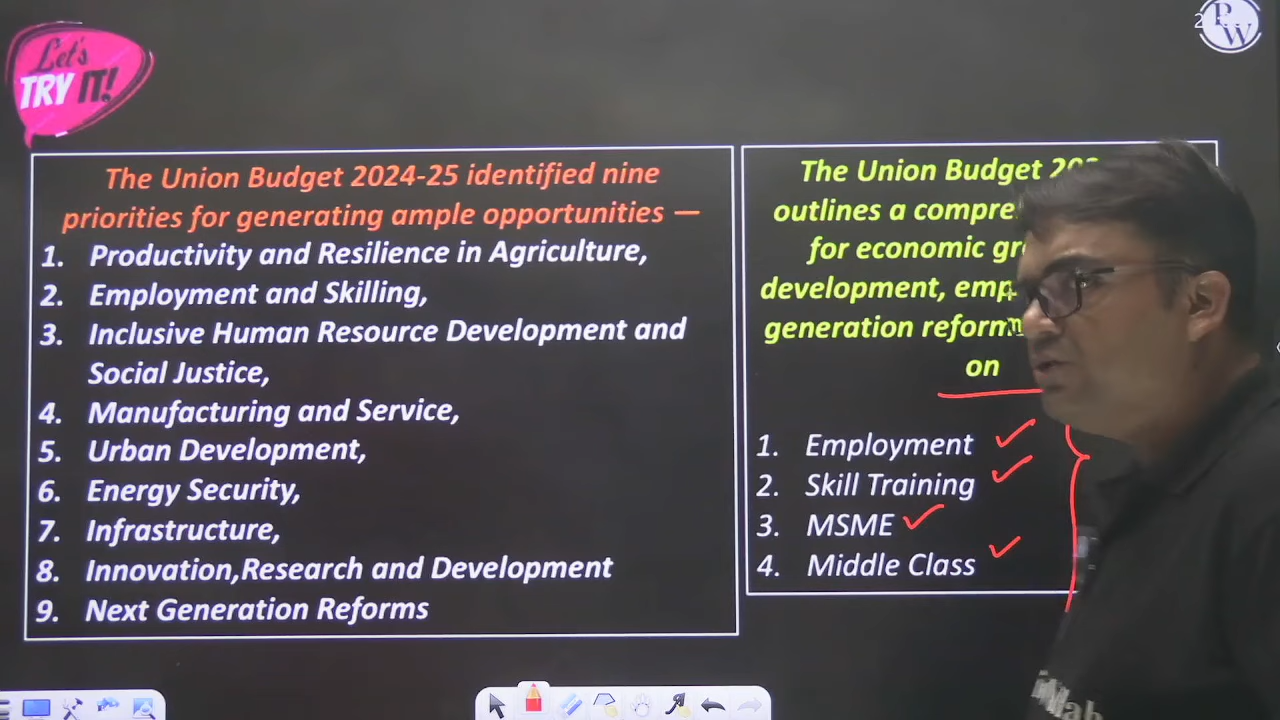 Let's
TRY IT!
PW
The Union Budget 2024-25 identified nine
priorities for generating ample opportunities —
1. Productivity and Resilience in Agriculture,
2. Employment and Skilling,
3. Inclusive Human Resource Development and
Social Justice,
4. Manufacturing and Service,
5. Urban Development,
6. Energy Security,
7. Infrastructure,
8. Innovation,Research and Development
9. Next Generation Reforms
The Union Budget
outlines a
for economic
development,
generation
on
1. Employment
2. Skill Training
3. MSME
4. Middle Class